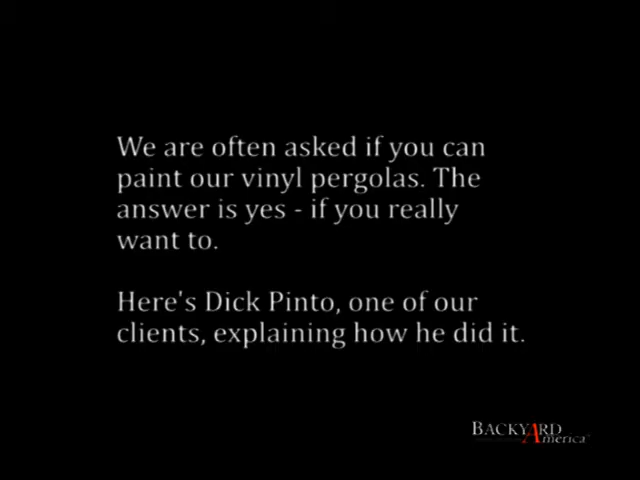 We are often asked if you can
paint our vinyl pergolas. The
answer is yes - if you really
want to.
Here's Dick Pinto, one of our
clients, explaining how he did it.
BACKYARD
America